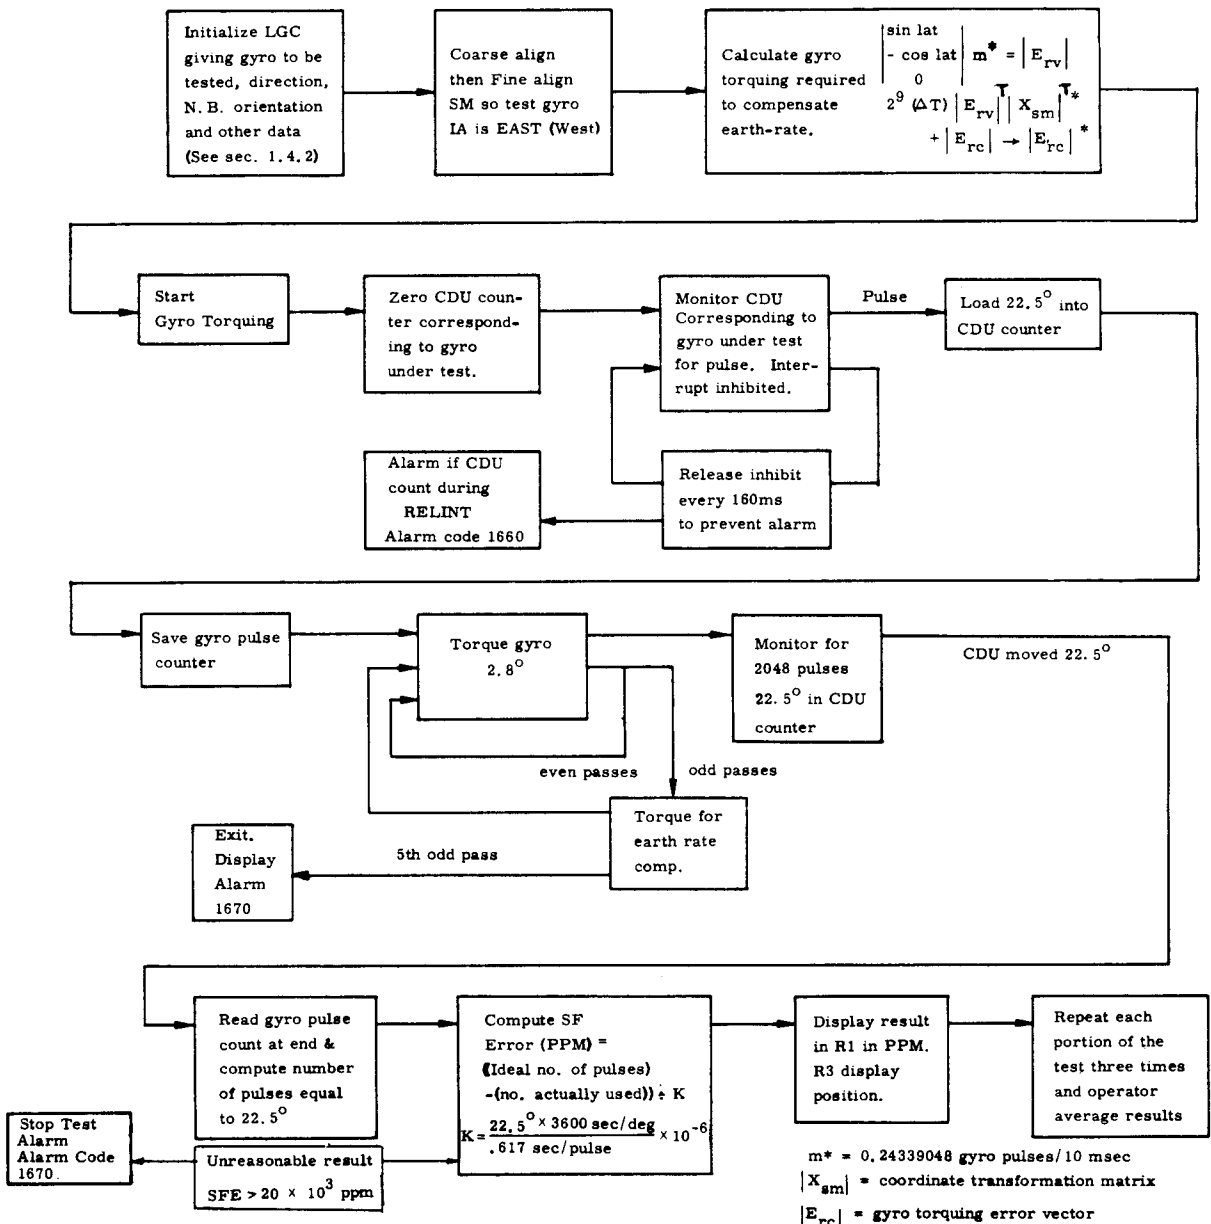 Initialize LGC
giving gyro to be
tested, direction,
N. B. orientation
and other data
(See sec. 1.4.2)
Coarse align
then Fine align
SM so test gyro
IA is EAST (West)
Calculate gyro
torquing required
to compensate
earth-rate.
|sin lat
- cos lat| m* = |E_rv|
0
2^9 (ΔT) |E_rv|^T |X_sm|^T*
+ |E_rc| → |E'_rc|*
Start
Gyro Torquing
Zero CDU coun-
ter correspond-
ing to gyro
under test.
Monitor CDU
Corresponding to
gyro under test
for pulse. Inter-
rupt inhibited.
Pulse
Load 22.5° into
CDU counter
Alarm if CDU
count during
RELINT
Alarm code 1660
Release inhibit
every 160ms
to prevent alarm
Save gyro pulse
counter
Torque gyro
2.8°
Monitor for
2048 pulses
22.5° in CDU
counter
CDU moved 22.5°
even passes
odd passes
Torque for
earth rate
comp.
5th odd pass
Exit.
Display
Alarm
1670
Read gyro pulse
count at end &
compute number
of pulses equal
to 22.5°
Compute SF
Error (PPM) =
(Ideal no. of pulses)
-(no. actually used)) ÷ K
K = 22.5° × 3600 sec/deg / .617 sec/pulse × 10^-6
Display result
in R1 in PPM.
R3 display
position.
Repeat each
portion of the
test three times
and operator
average results
Stop Test
Alarm
Alarm Code
1670.
Unreasonable result
SFE > 20 × 10^3 ppm
m* = 0.24339048 gyro pulses/10 msec
|X_sm| = coordinate transformation matrix
|E_rc| = gyro torquing error vector